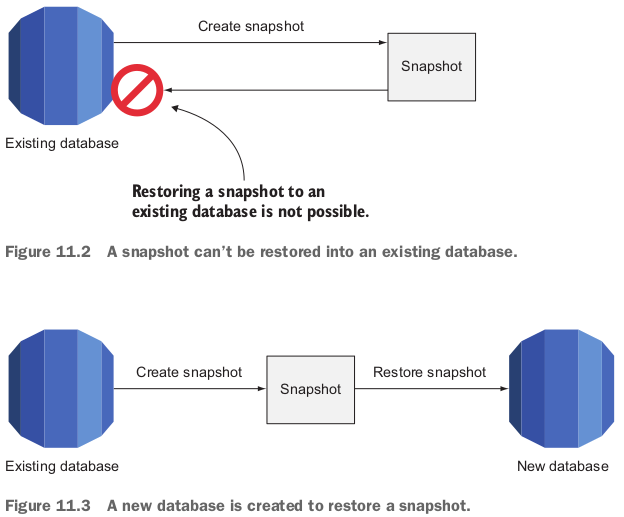 Create snapshot
Snapshot
Existing database
Restoring a snapshot to an
existing database is not possible.
Figure 11.2 A snapshot can’t be restored into an existing database.
Create snapshot
Snapshot
Restore snapshot
Existing database
New database
Figure 11.3 A new database is created to restore a snapshot.